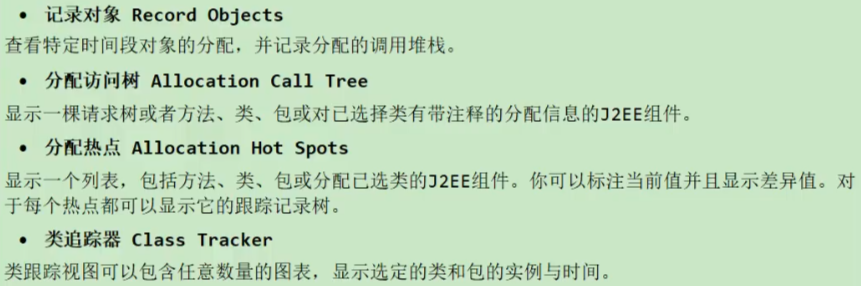 • 记录对象 Record Objects
查看特定时间段对象的分配，并记录分配的调用堆栈。
• 分配访问树 Allocation Call Tree
显示一棵请求树或者方法、类、包或对已选择类有带注释的分配信息的J2EE组件。
• 分配热点 Allocation Hot Spots
显示一个列表，包括方法、类、包或分配已选类的J2EE组件。你可以标注当前值并且显示差异值。对
于每个热点都可以显示它的跟踪记录树。
• 类追踪器 Class Tracker
类跟踪视图可以包含任意数量的图表，显示选定的类和包的实例与时间。